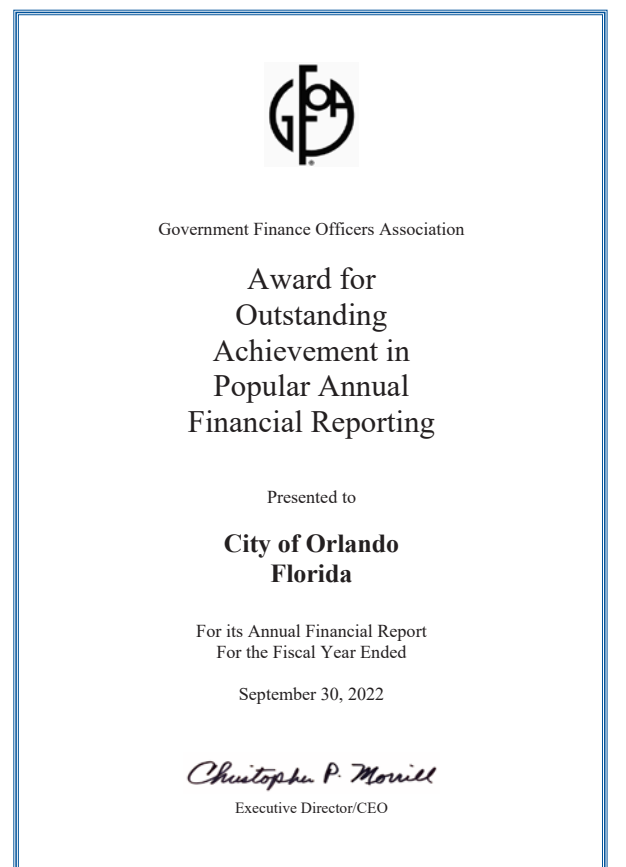 GFOA
Government Finance Officers Association
Award for
Outstanding
Achievement in
Popular Annual
Financial Reporting
Presented to
City of Orlando
Florida
For its Annual Financial Report
For the Fiscal Year Ended
September 30, 2022
Christopher P. Morrill
Executive Director/CEO